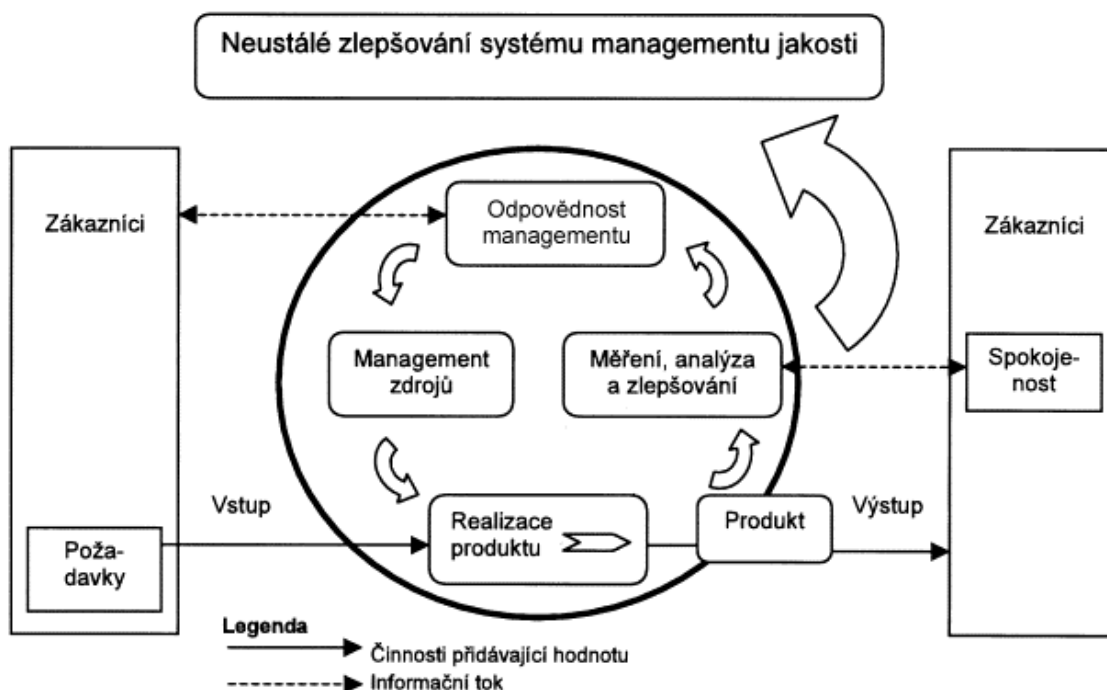 Neustálé zlepšování systému managementu jakosti
Zákazníci
Odpovědnost
managementu
Zákazníci
Management
zdrojů
Měření, analýza
a zlepšování
Spokoje-
nost
Vstup
Realizace
produktu
Produkt
Výstup
Poža-
davky
Legenda
Činnosti přidávající hodnotu
Informační tok